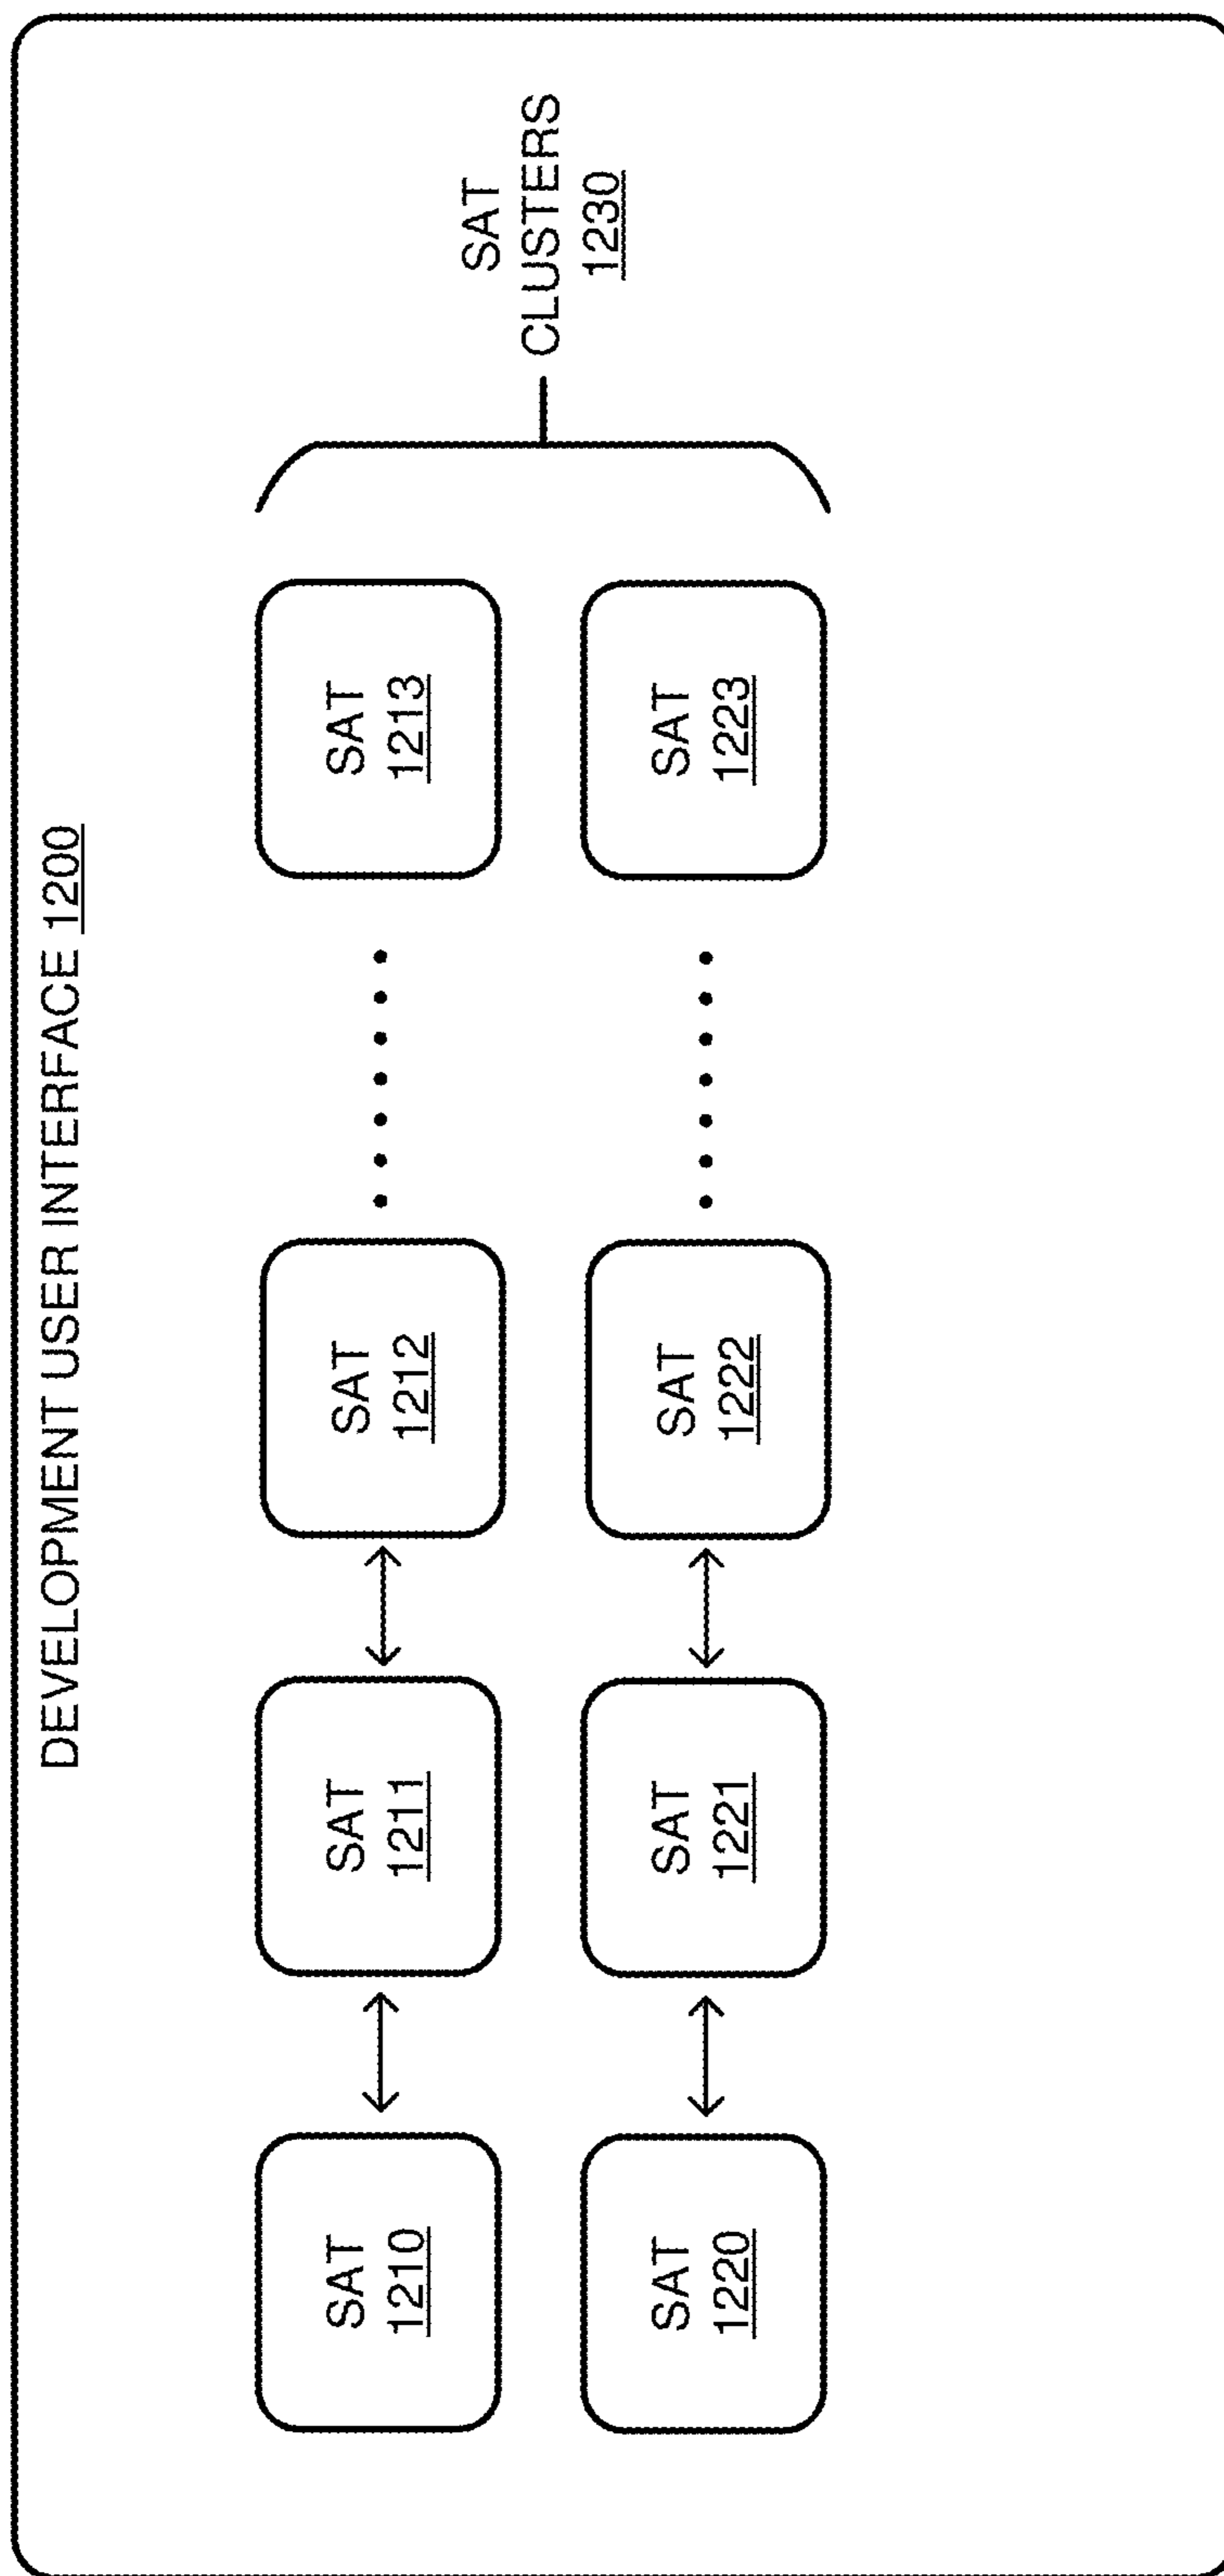 DEVELOPMENT USER INTERFACE 1200
SAT
1210
SAT
1211
SAT
1212
SAT
1213
SAT
CLUSTERS
1230
SAT
1220
SAT
1221
SAT
1222
SAT
1223